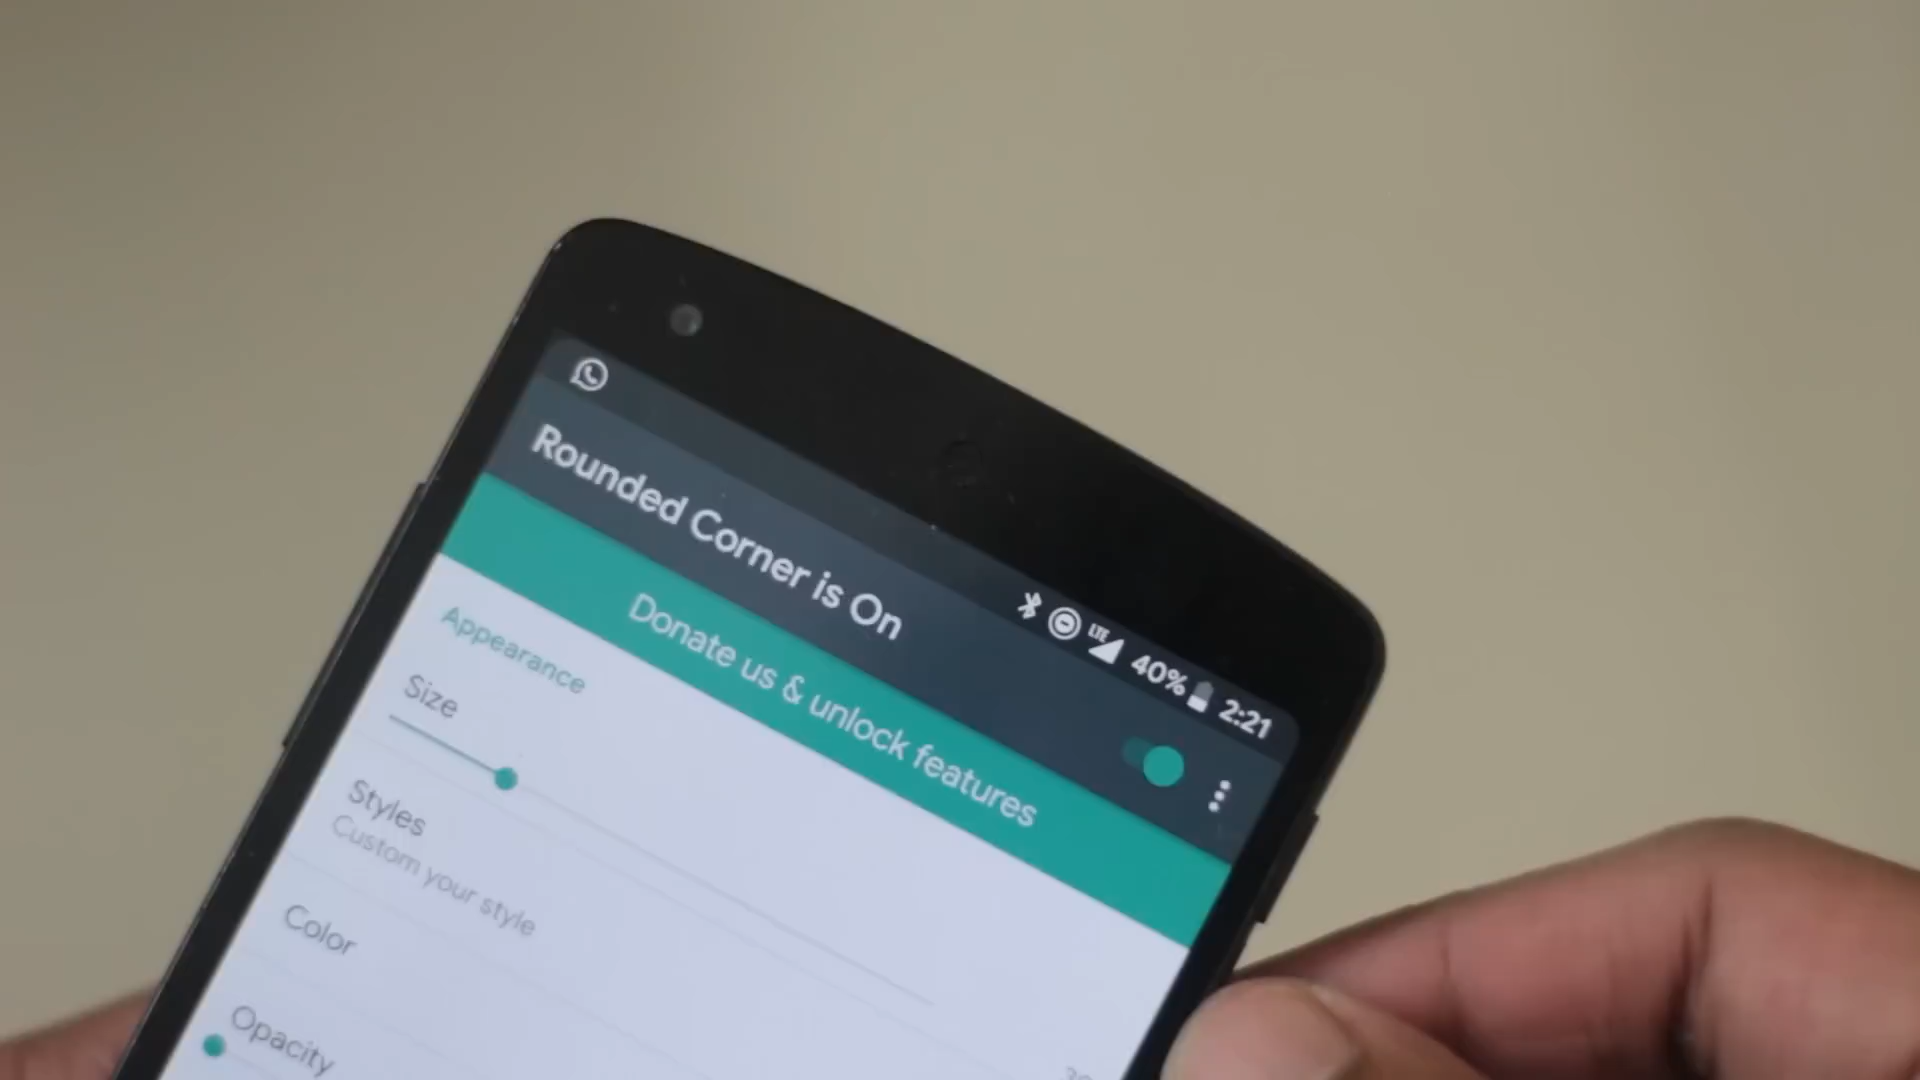 LTE 40% 2:21
Rounded Corner is On
Donate us & unlock features
Appearance
Size
Styles
Custom your style
Color
Opacity